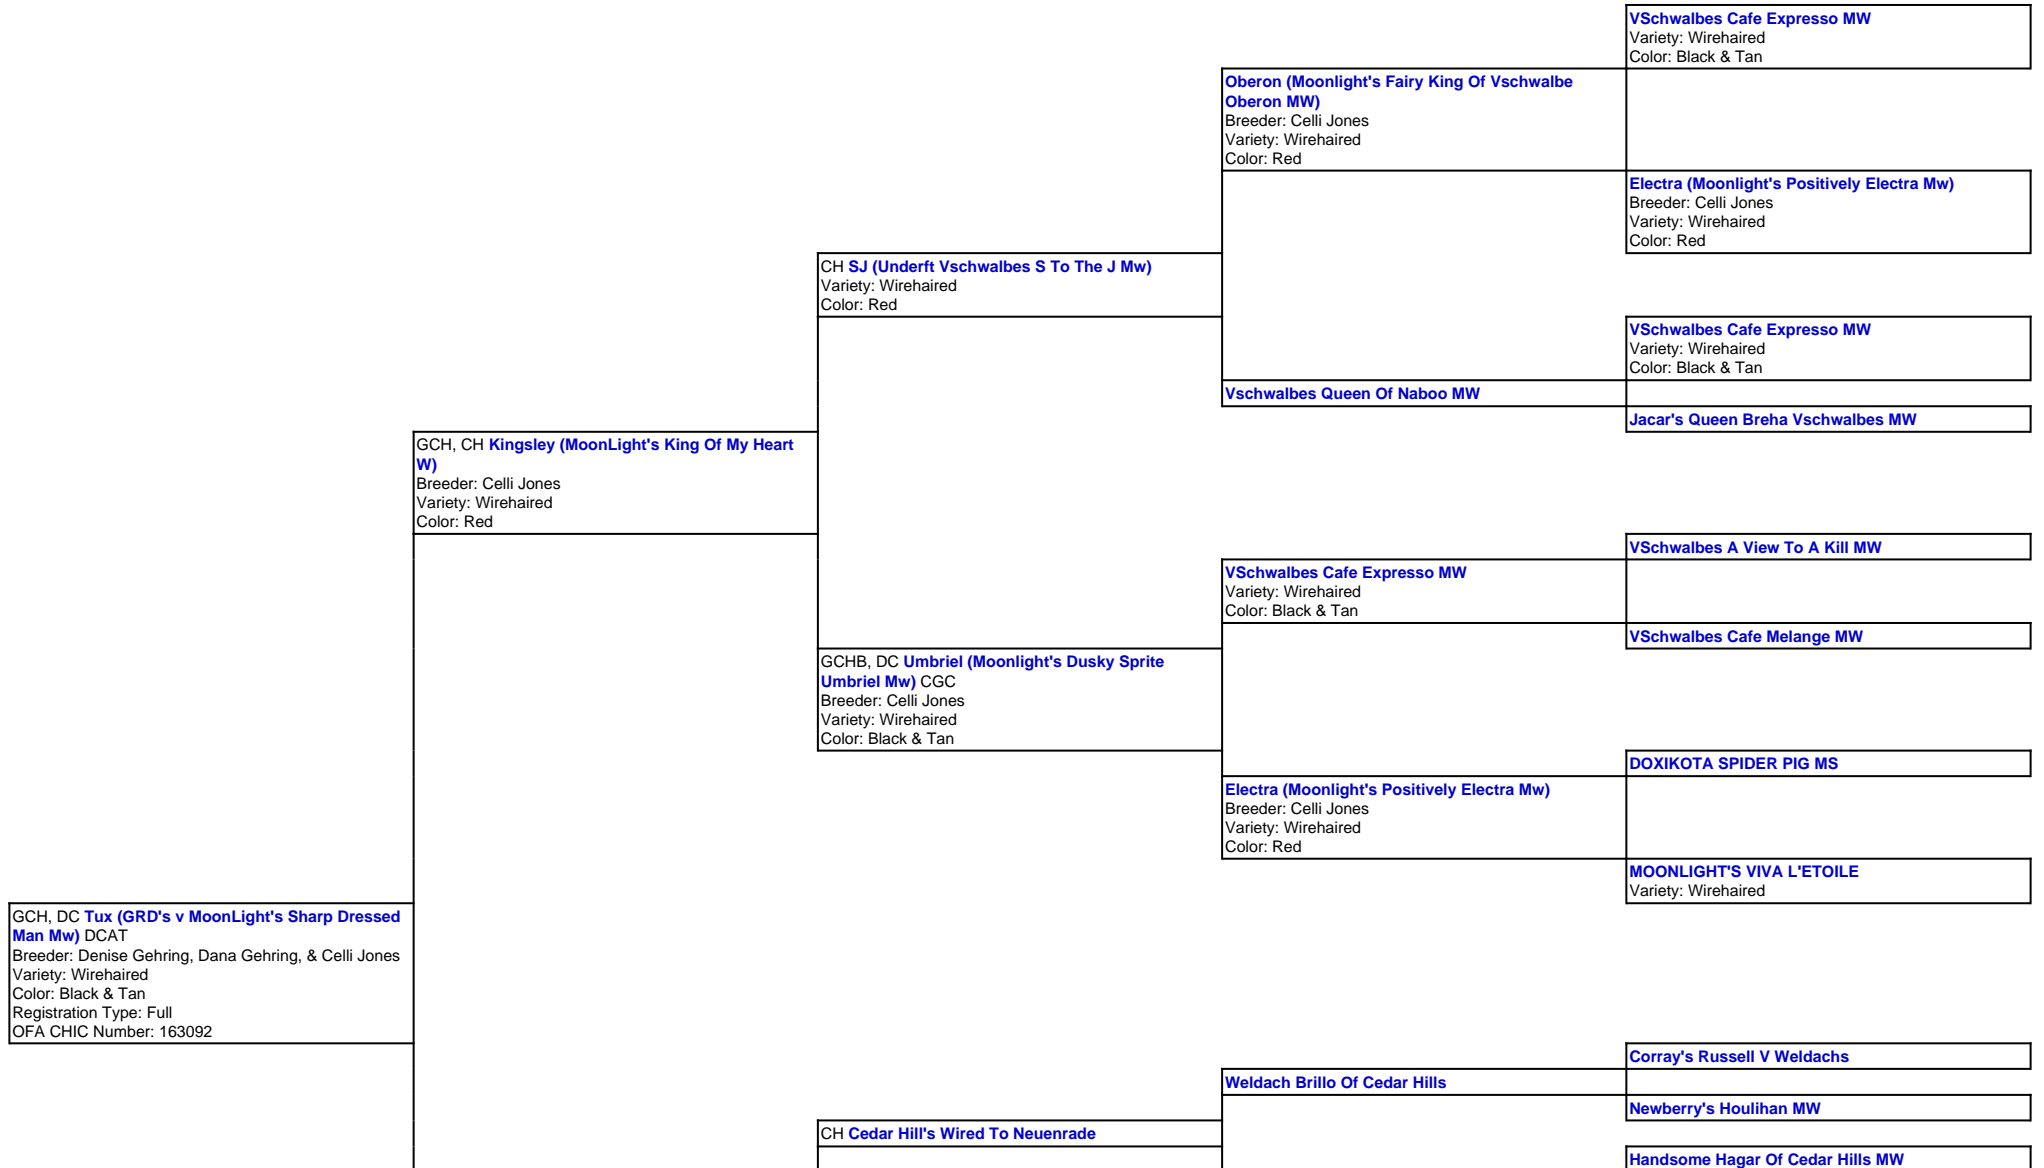 VSchwalbes Cafe Expresso MW
Variety: Wirehaired
Color: Black & Tan
Oberon (Moonlight's Fairy King Of Vschwalbe
Oberon MW)
Breeder: Celli Jones
Variety: Wirehaired
Color: Red
Electra (Moonlight's Positively Electra Mw)
Breeder: Celli Jones
Variety: Wirehaired
Color: Red
CH SJ (Underft Vschwalbes S To The J Mw)
Variety: Wirehaired
Color: Red
VSchwalbes Cafe Expresso MW
Variety: Wirehaired
Color: Black & Tan
Vschwalbes Queen Of Naboo MW
Jacar's Queen Breha Vschwalbes MW
GCH, CH Kingsley (MoonLight's King Of My Heart
W)
Breeder: Celli Jones
Variety: Wirehaired
Color: Red
VSchwalbes A View To A Kill MW
VSchwalbes Cafe Expresso MW
Variety: Wirehaired
Color: Black & Tan
VSchwalbes Cafe Melange MW
GCHB, DC Umbriel (Moonlight's Dusky Sprite
Umbriel Mw) CGC
Breeder: Celli Jones
Variety: Wirehaired
Color: Black & Tan
DOXIKOTA SPIDER PIG MS
Electra (Moonlight's Positively Electra Mw)
Breeder: Celli Jones
Variety: Wirehaired
Color: Red
MOONLIGHT'S VIVA L'ETOILE
Variety: Wirehaired
GCH, DC Tux (GRD's v MoonLight's Sharp Dressed
Man Mw) DCAT
Breeder: Denise Gehring, Dana Gehring, & Celli Jones
Variety: Wirehaired
Color: Black & Tan
Registration Type: Full
OFA CHIC Number: 163092
Corray's Russell V Weldachs
Weldach Brillo Of Cedar Hills
Newberry's Houlihan MW
CH Cedar Hill's Wired To Neuenrade
Handsome Hagar Of Cedar Hills MW